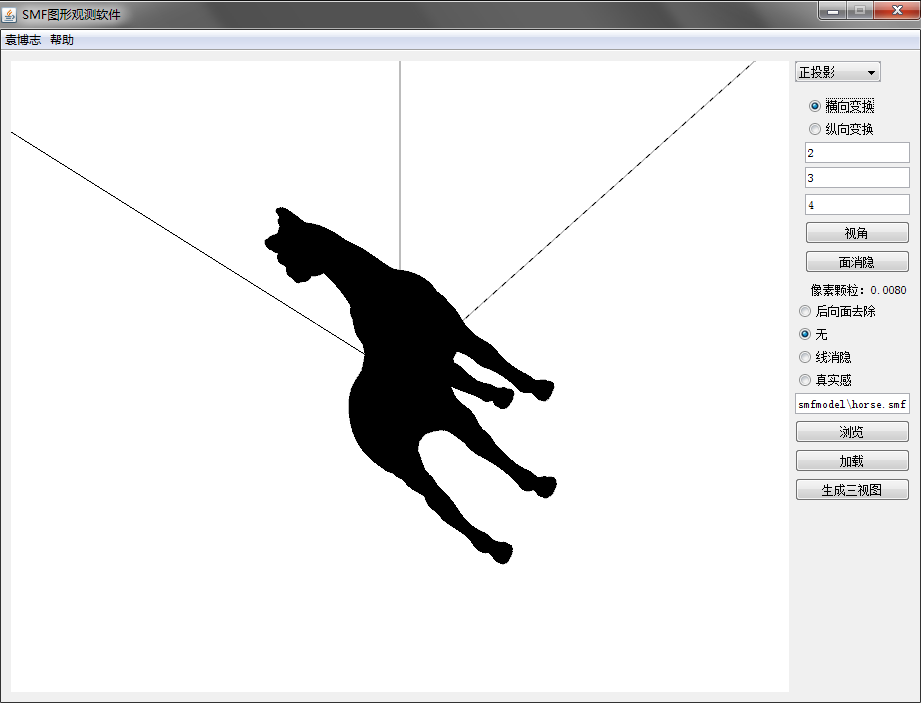 SMF图形观测软件
袁博志 帮助
正投影
横向变换
纵向变换
2
3
4
视角
面消隐
像素颗粒：0.0080
后向面去除
无
线消隐
真实感
smfmodel\horse.smf
浏览
加载
生成三视图